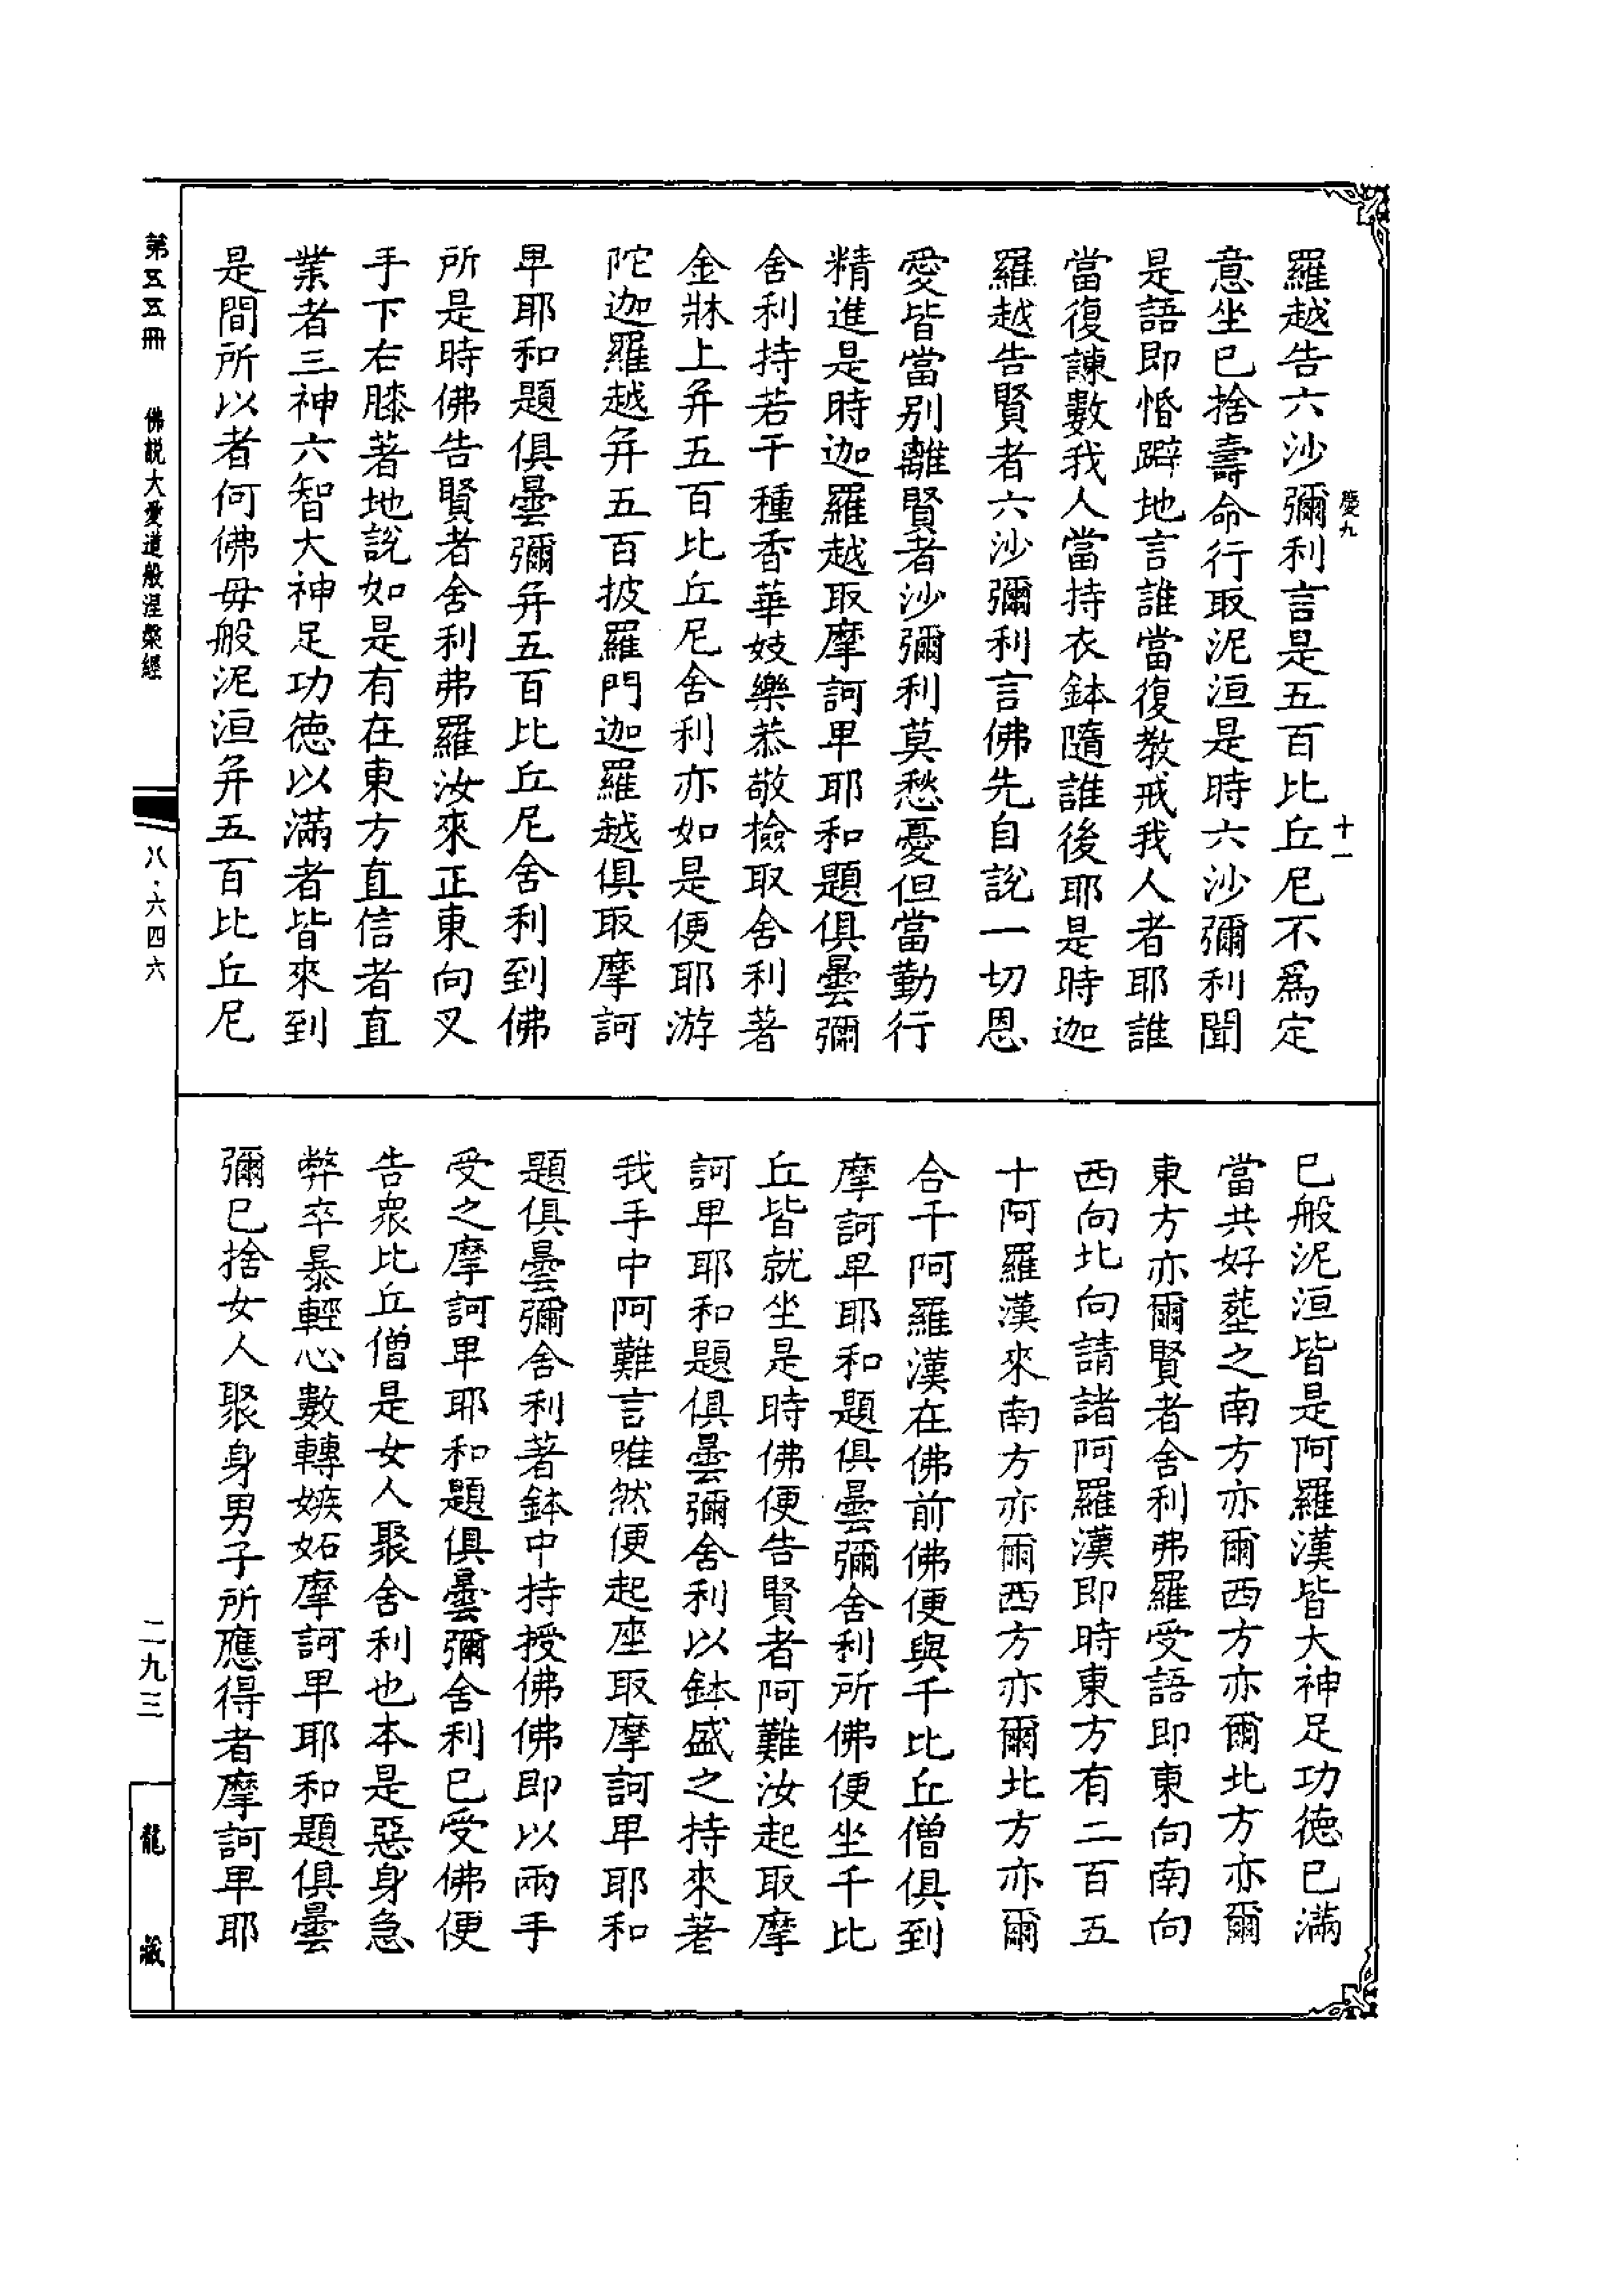 慶九
十一
羅越告六沙彌利言是五百比丘尼不為定
意坐已捨壽命行取泥洹是時六沙彌利聞
是語即惛躃地言誰當復教戒我人者耶誰
當復諫數我人當持衣鉢隨誰後耶是時迦
羅越告賢者六沙彌利言佛先自說一切恩
愛皆當別離賢者沙彌利莫愁憂但當勤行
精進是時迦羅越取摩訶卑耶和題俱曇彌
舍利持若干種香華妓樂恭敬檢取舍利著
金牀上并五百比丘尼舍利亦如是便耶游
陀迦羅越并五百披羅門迦羅越俱取摩訶
卑耶和題俱曇彌并五百比丘尼舍利到佛
所是時佛告賢者舍利弗羅汝來正東向叉
手下右膝著地說如是有在東方直信者直
業者三神六智大神足功德以滿者皆來到
是間所以者何佛母般泥洹并五百比丘尼
已般泥洹皆是阿羅漢皆大神足功德已滿
當共好塟之南方亦爾西方亦爾北方亦爾
東方亦爾賢者舍利弗羅受語即東向南向
西向北向請諸阿羅漢即時東方有二百五
十阿羅漢來南方亦爾西方亦爾北方亦爾
合千阿羅漢在佛前佛便與千比丘僧俱到
摩訶卑耶和題俱曇彌舍利所佛便坐千比
丘皆就坐是時佛便告賢者阿難汝起取摩
訶卑耶和題俱曇彌舍利以鉢盛之持來著
我手中阿難言唯然便起座取摩訶卑耶和
題俱曇彌舍利著鉢中持授佛佛即以兩手
受之摩訶卑耶和題俱曇彌舍利已受佛便
告眾比丘僧是女人聚舍利也本是惡身急
弊卒暴輕心數轉嫉妬摩訶卑耶和題俱曇
彌已捨女人聚身男子所應得者摩訶卑耶
第五五冊
佛說大愛道般涅槃經
八·六四六
二九三
龍藏